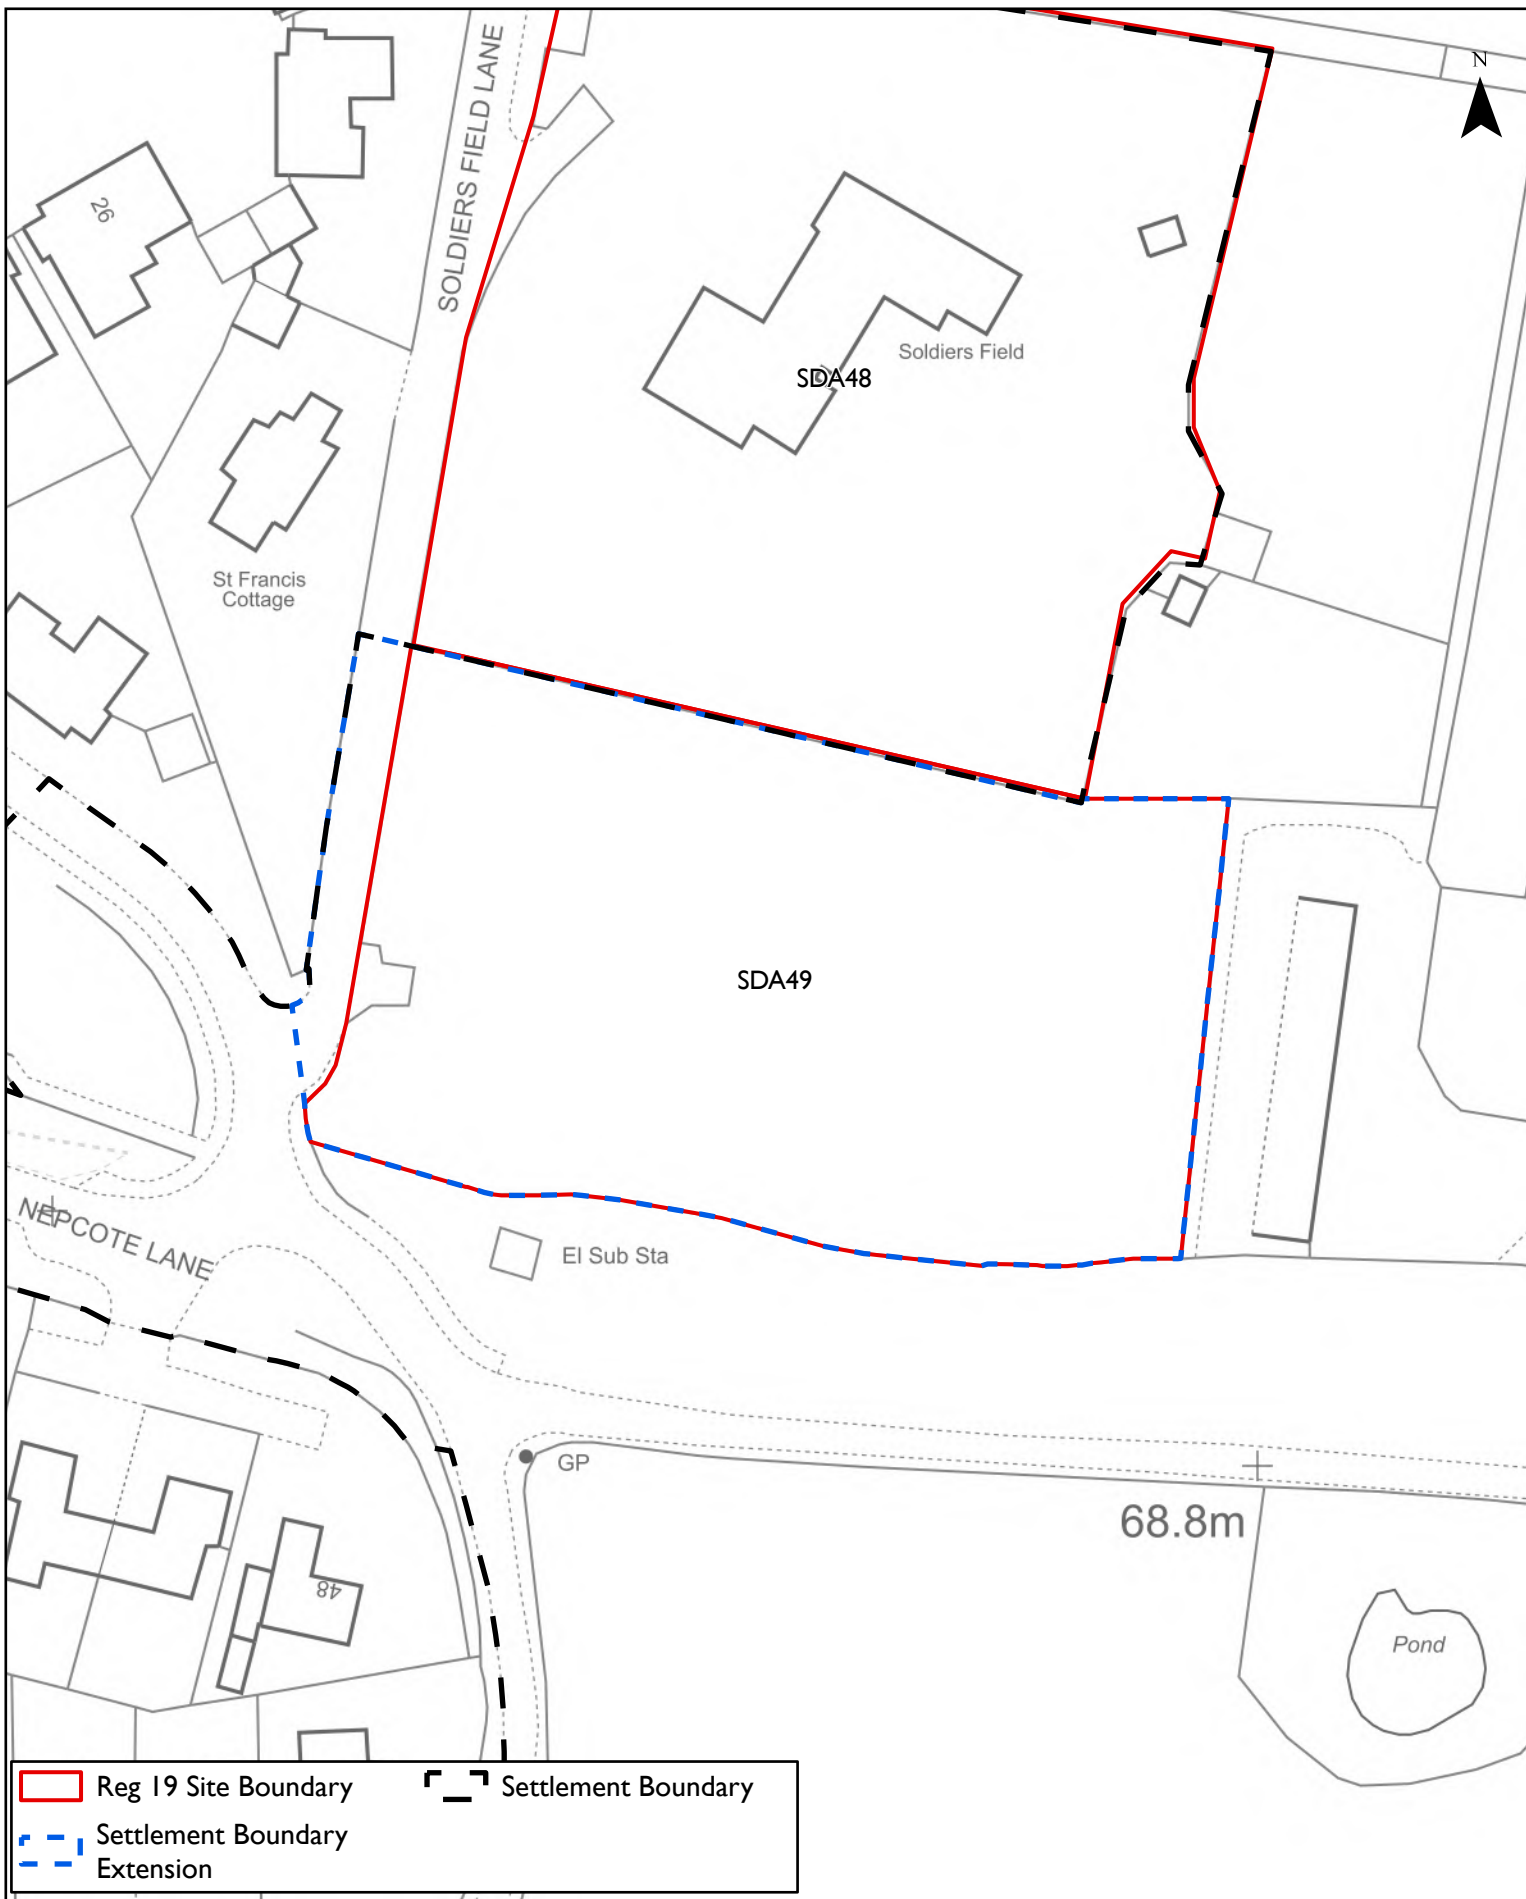 N
SOLDIERS FIELD LANE
26
Soldiers Field
SDA48
St Francis
Cottage
SDA49
NEPCOTE LANE
El Sub Sta
GP
68.8m
48
Pond
Reg 19 Site Boundary
Settlement Boundary
Settlement Boundary
Extension